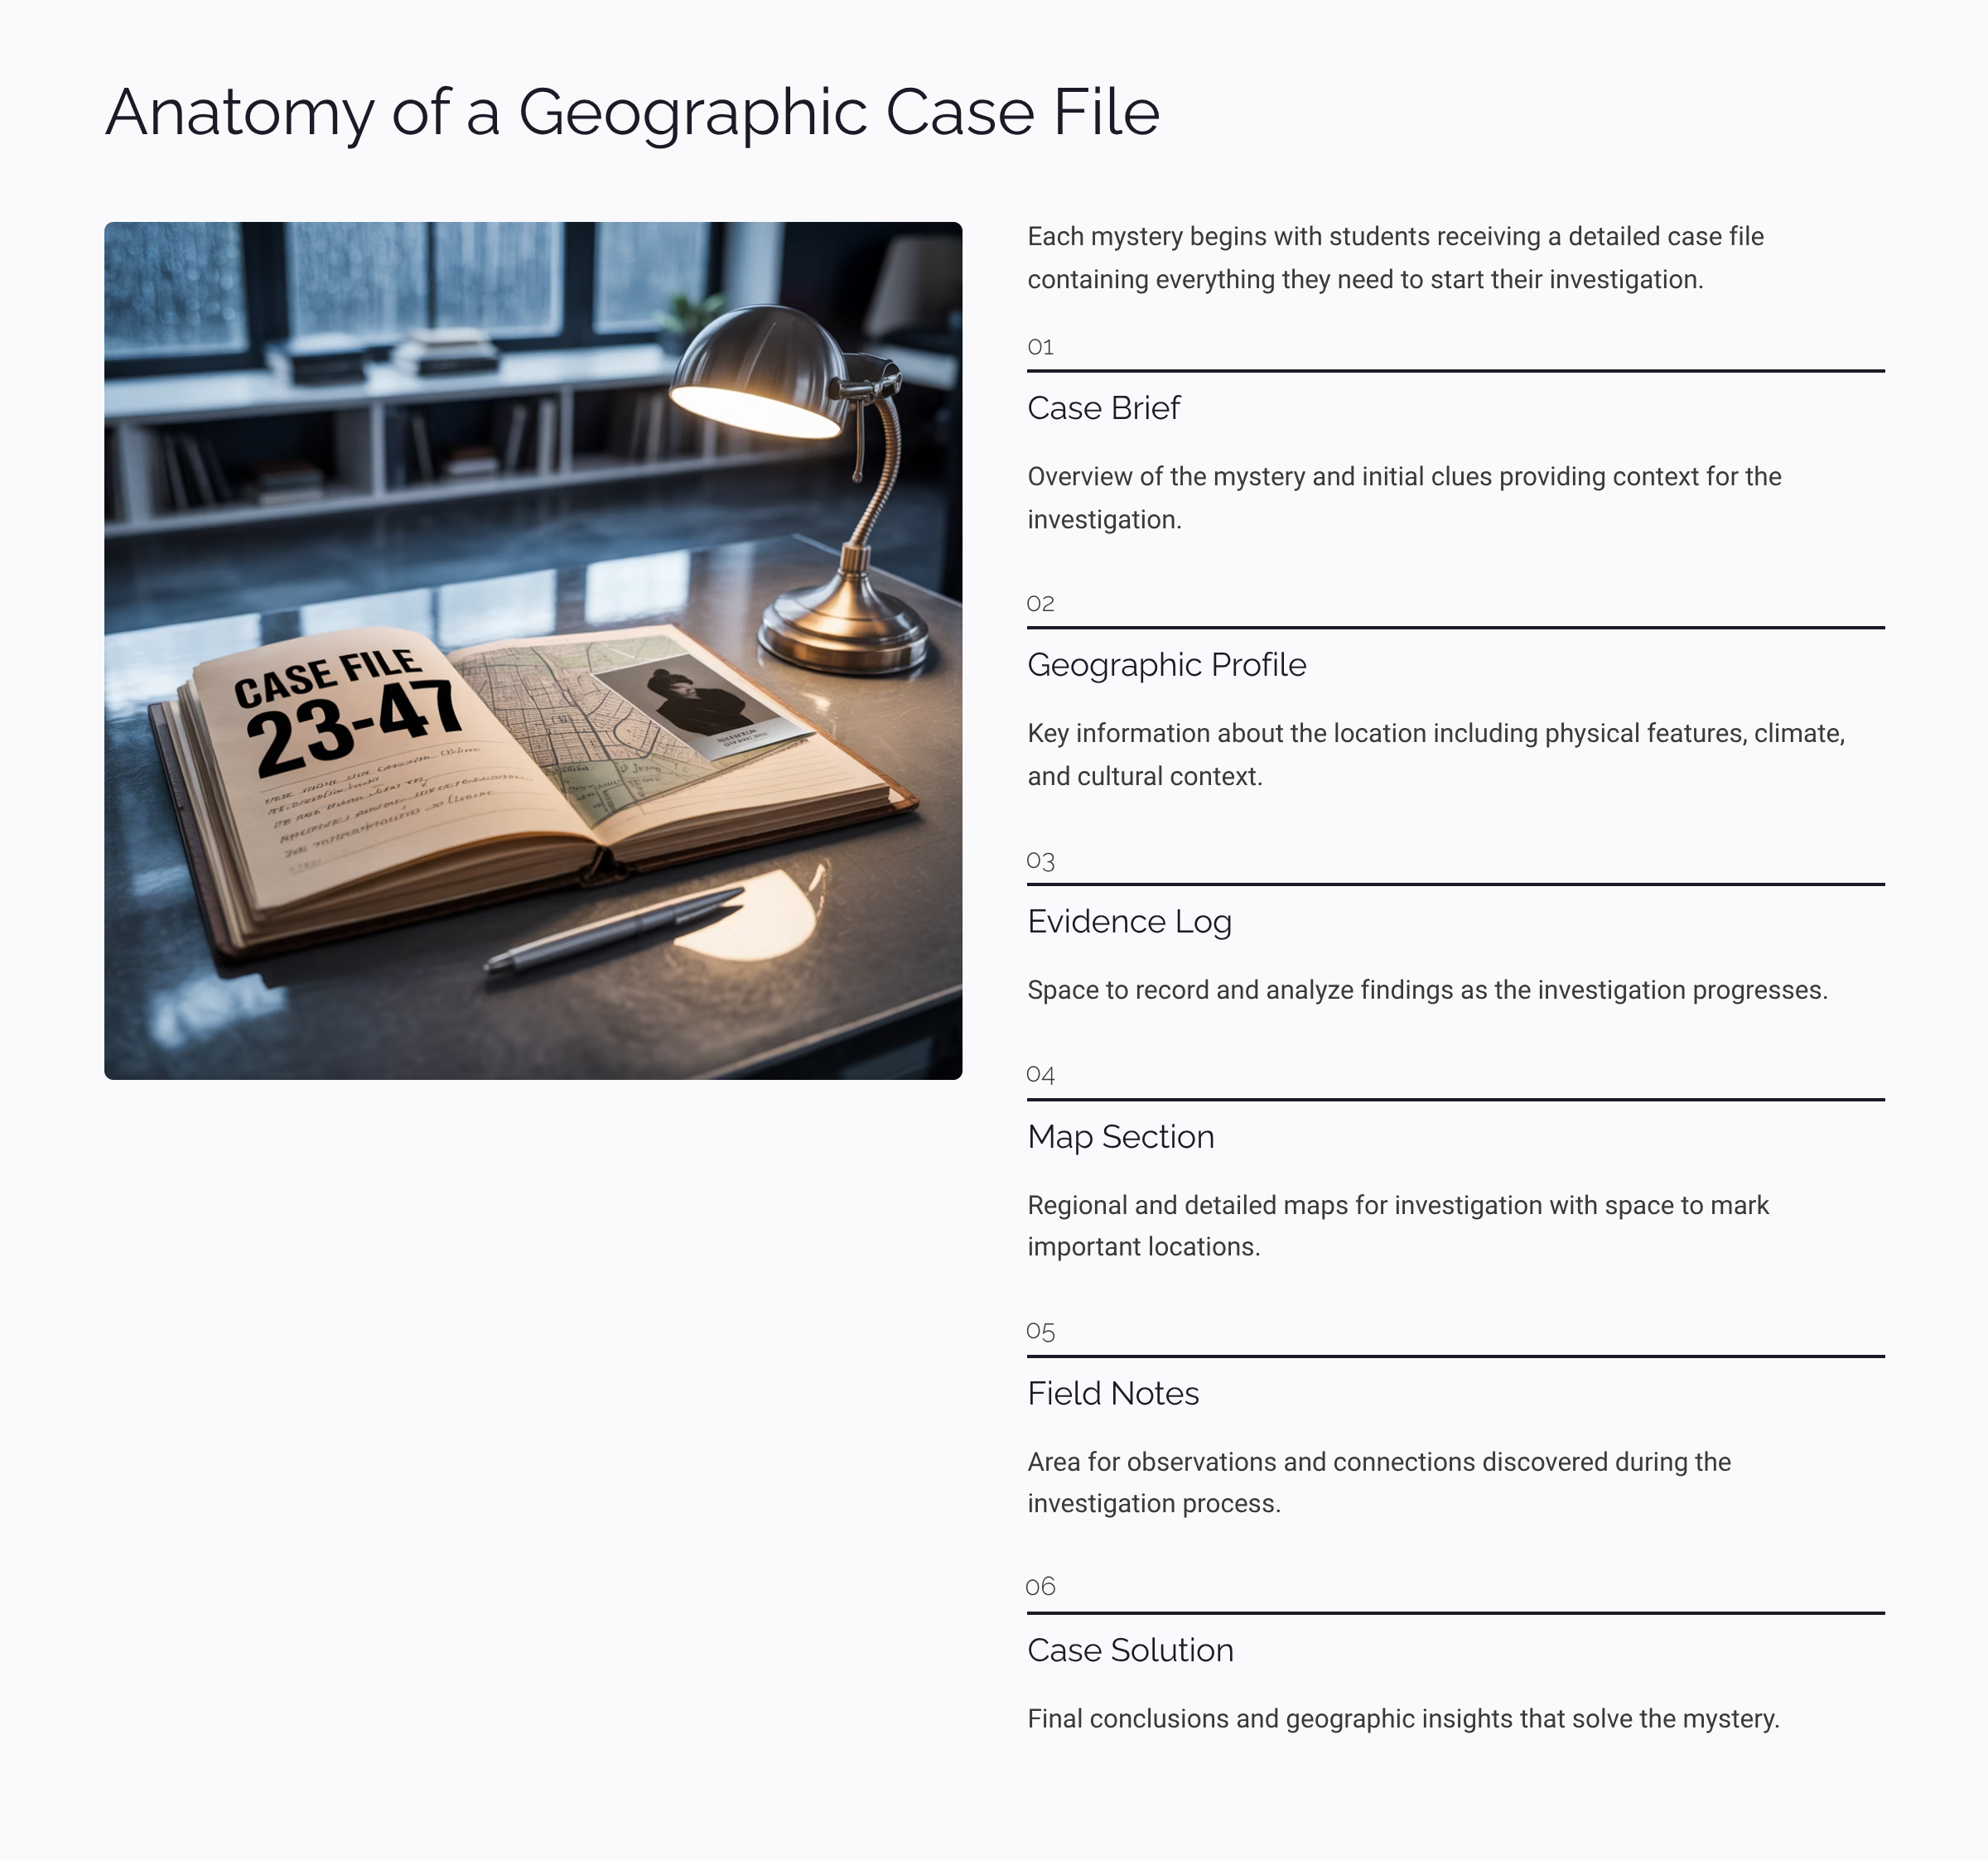 Anatomy of a Geographic Case File
CASE FILE
23-47
Each mystery begins with students receiving a detailed case file
containing everything they need to start their investigation.
01
Case Brief
Overview of the mystery and initial clues providing context for the
investigation.
02
Geographic Profile
Key information about the location including physical features, climate,
and cultural context.
03
Evidence Log
Space to record and analyze findings as the investigation progresses.
04
Map Section
Regional and detailed maps for investigation with space to mark
important locations.
05
Field Notes
Area for observations and connections discovered during the
investigation process.
06
Case Solution
Final conclusions and geographic insights that solve the mystery.